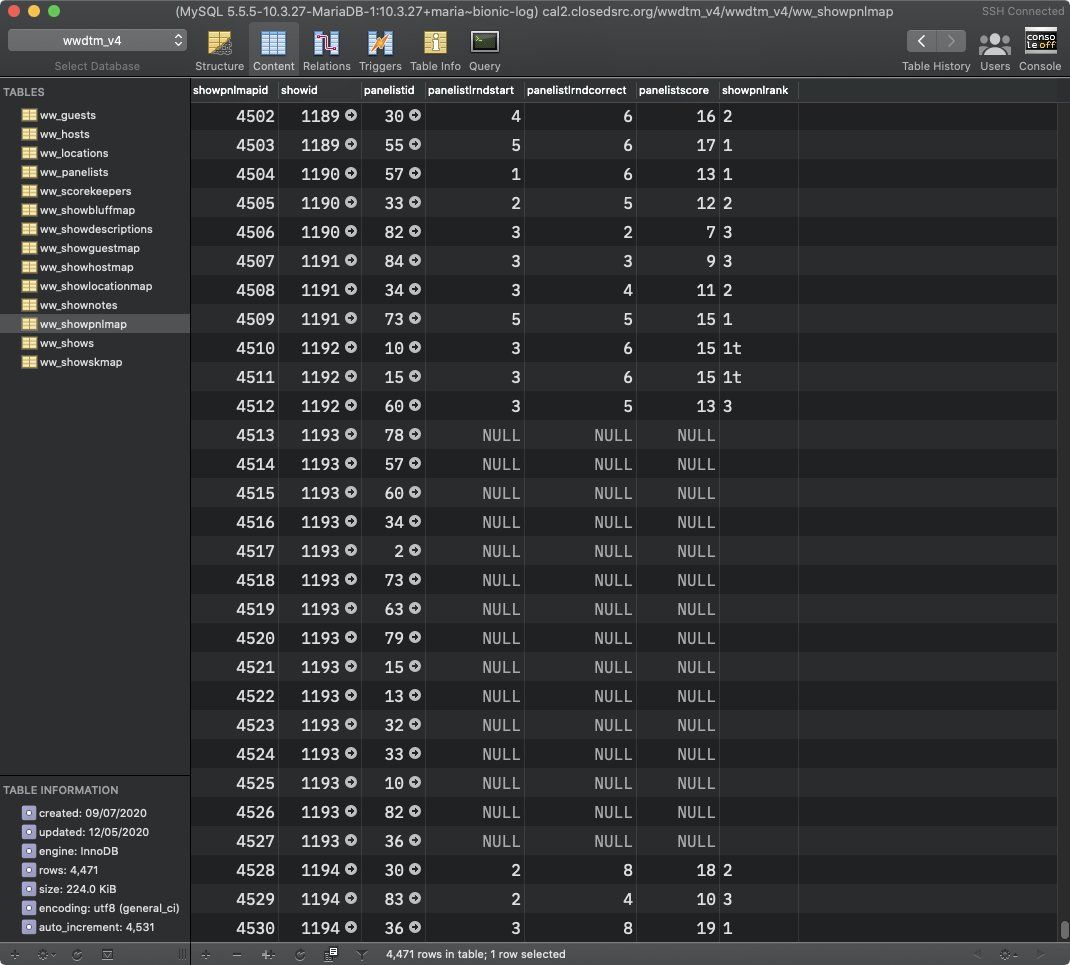 (MySQL 5.5.5-10.3.27-MariaDB-1:10.3.27+maria~bionic-log) cal2.closedsrc.org/wwdtm_v4/wwdtm_v4/ww_showpnlmap
SSH Connected
wwdtm_v4
console off
Select Database
Structure Content Relations Triggers Table Info Query
Table History Users Console
TABLES
ww_guests
ww_hosts
ww_locations
ww_panelists
ww_scorekeepers
ww_showbluffmap
ww_showdescriptions
ww_showguestmap
ww_showhostmap
ww_showlocationmap
ww_shownotes
ww_showpnlmap
ww_shows
ww_showskmap
TABLE INFORMATION
created: 09/07/2020
updated: 12/05/2020
engine: InnoDB
rows: 4,471
size: 224.0 KiB
encoding: utf8 (general_ci)
auto_increment: 4,531
showpnlmapid showid panelistid panelistlrndstart panelistlrndcorrect panelistscore showpnlrank
4502 1189 30 4 6 16 2
4503 1189 55 5 6 17 1
4504 1190 57 1 6 13 1
4505 1190 33 2 5 12 2
4506 1190 82 3 2 7 3
4507 1191 84 3 3 9 3
4508 1191 34 3 4 11 2
4509 1191 73 5 5 15 1
4510 1192 10 3 6 15 1t
4511 1192 15 3 6 15 1t
4512 1192 60 3 5 13 3
4513 1193 78 NULL NULL NULL
4514 1193 57 NULL NULL NULL
4515 1193 60 NULL NULL NULL
4516 1193 34 NULL NULL NULL
4517 1193 2 NULL NULL NULL
4518 1193 73 NULL NULL NULL
4519 1193 63 NULL NULL NULL
4520 1193 79 NULL NULL NULL
4521 1193 15 NULL NULL NULL
4522 1193 13 NULL NULL NULL
4523 1193 32 NULL NULL NULL
4524 1193 33 NULL NULL NULL
4525 1193 10 NULL NULL NULL
4526 1193 82 NULL NULL NULL
4527 1193 36 NULL NULL NULL
4528 1194 30 2 8 18 2
4529 1194 83 2 4 10 3
4530 1194 36 3 8 19 1
4,471 rows in table; 1 row selected